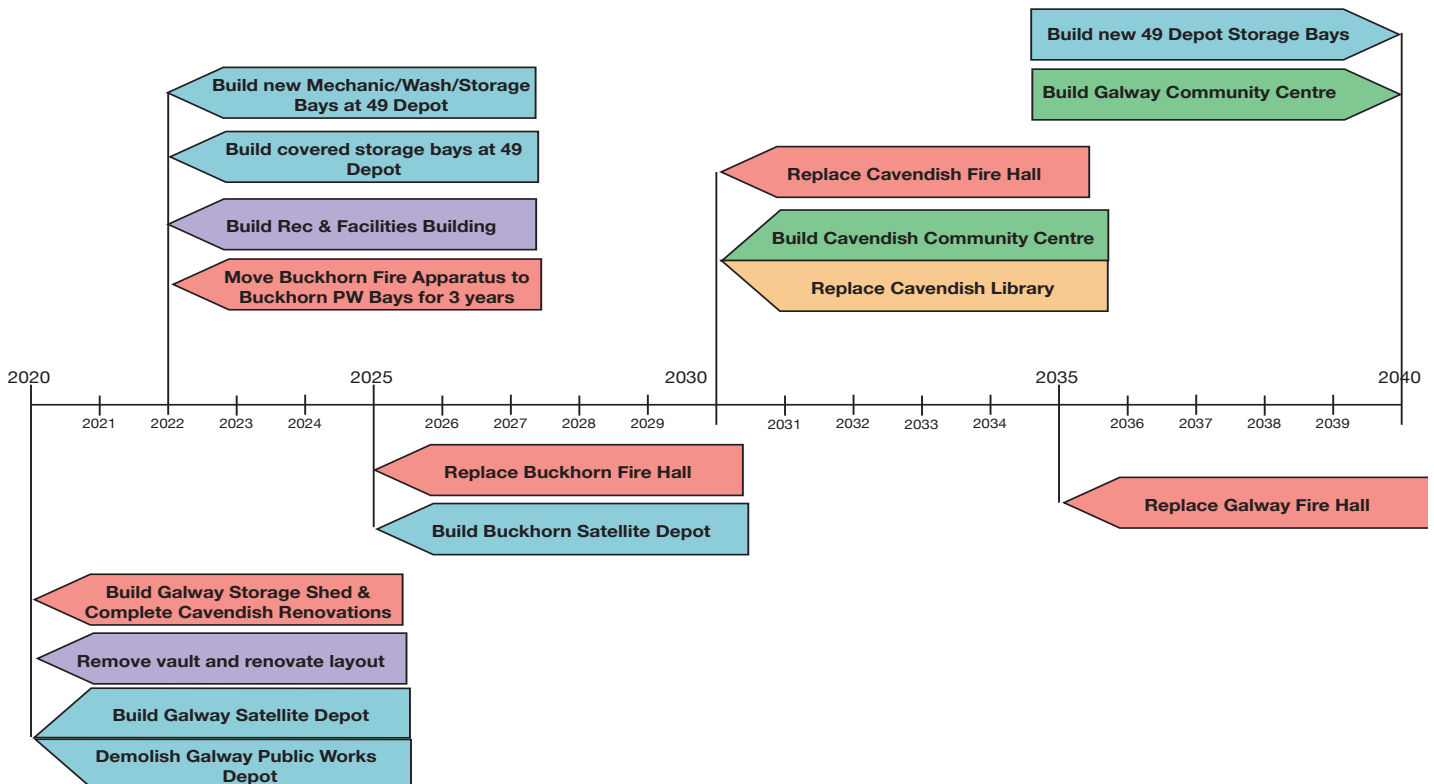 Build new 49 Depot Storage Bays
Build Galway Community Centre
Build new Mechanic/Wash/Storage
Bays at 49 Depot
Build covered storage bays at 49
Depot
Build Rec & Facilities Building
Move Buckhorn Fire Apparatus to
Buckhorn PW Bays for 3 years
Replace Cavendish Fire Hall
Build Cavendish Community Centre
Replace Cavendish Library
2020 2025 2030 2035 2040
2021 2022 2023 2024 2026 2027 2028 2029 2031 2032 2033 2034 2036 2037 2038 2039
Replace Buckhorn Fire Hall
Build Buckhorn Satellite Depot
Replace Galway Fire Hall
Build Galway Storage Shed &
Complete Cavendish Renovations
Remove vault and renovate layout
Build Galway Satellite Depot
Demolish Galway Public Works
Depot